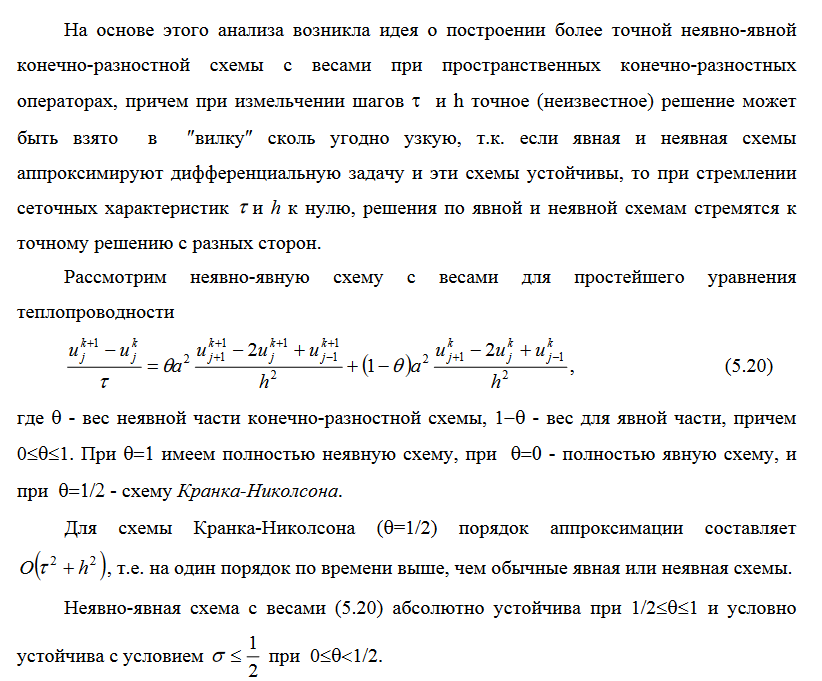 На основе этого анализа возникла идея о построении более точной неявно-явной
конечно-разностной схемы с весами при пространственных конечно-разностных
операторах, причем при измельчении шагов τ и h точное (неизвестное) решение может
быть взято в "вилку" сколь угодно узкую, т.к. если явная и неявная схемы
аппроксимируют дифференциальную задачу и эти схемы устойчивы, то при стремлении
сеточных характеристик τ и h к нулю, решения по явной и неявной схемам стремятся к
точному решению с разных сторон.
Рассмотрим неявно-явную схему с весами для простейшего уравнения
теплопроводности
\frac{u_j^{k+1} - u_j^k}{τ} = θa^2 \frac{u_{j+1}^{k+1} - 2u_j^{k+1} + u_{j-1}^{k+1}}{h^2} + (1 - θ)a^2 \frac{u_{j+1}^k - 2u_j^k + u_{j-1}^k}{h^2}, (5.20)
где θ - вес неявной части конечно-разностной схемы, 1−θ - вес для явной части, причем
0≤θ≤1. При θ=1 имеем полностью неявную схему, при θ=0 - полностью явную схему, и
при θ=1/2 - схему Кранка-Николсона.
Для схемы Кранка-Николсона (θ=1/2) порядок аппроксимации составляет
O(τ^2 + h^2), т.е. на один порядок по времени выше, чем обычные явная или неявная схемы.
Неявно-явная схема с весами (5.20) абсолютно устойчива при 1/2≤θ≤1 и условно
устойчива с условием σ ≤ \frac{1}{2} при 0≤θ<1/2.